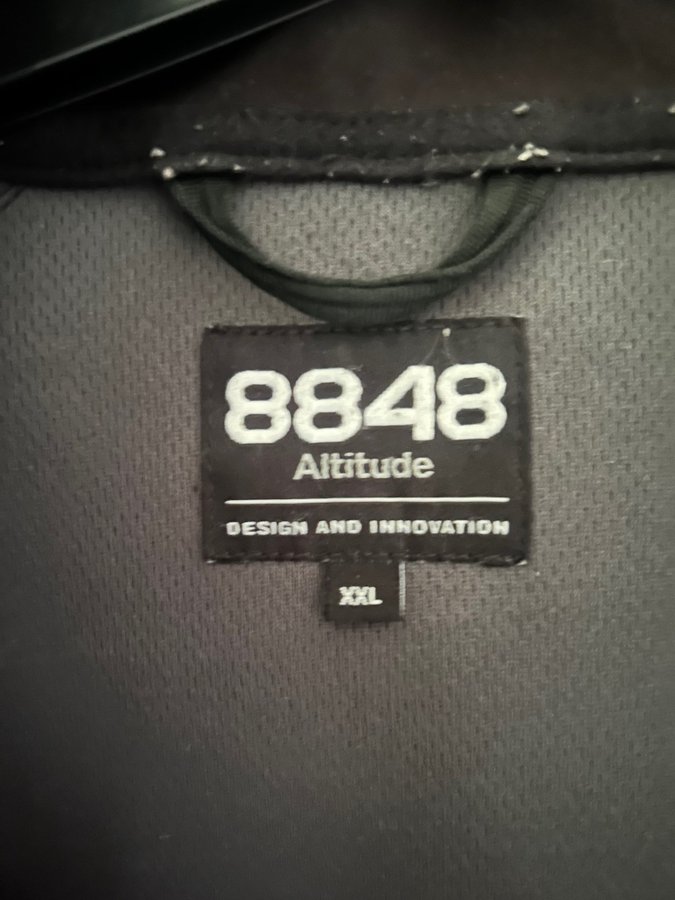 8848
Altitude
DESIGN AND INNOVATION
XXL